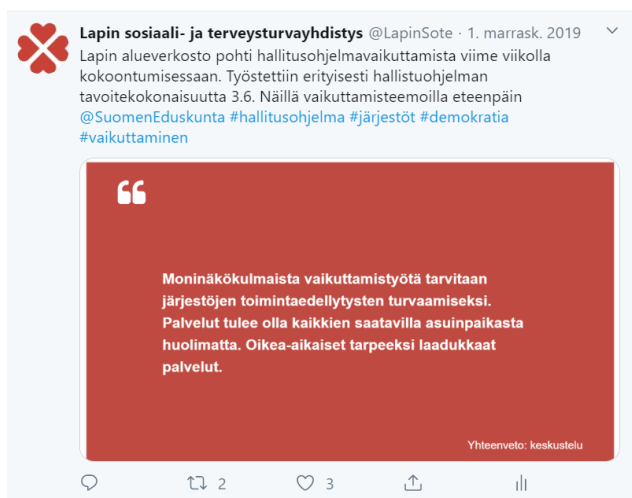 Lapin sosiaali- ja terveysturvayhdistys @LapinSote · 1. marrask. 2019
Lapin alueverkosto pohti hallitusohjelmavaikuttamista viime viikolla
kokoontumisessaan. Työstettiin erityisesti hallistuohjelman
tavoitekokonaisuutta 3.6. Näillä vaikuttamisteemoilla eteenpäin
@SuomenEduskunta #hallitusohjelma #järjestöt #demokratia
#vaikuttaminen
“
Moninäkökulmaista vaikuttamistyötä tarvitaan
järjestöjen toimintaedellytysten turvaamiseksi.
Palvelut tulee olla kaikkien saatavilla asuinpaikasta
huolimatta. Oikea-aikaiset tarpeeksi laadukkaat
palvelut.
Yhteenveto: keskustelu
2 3